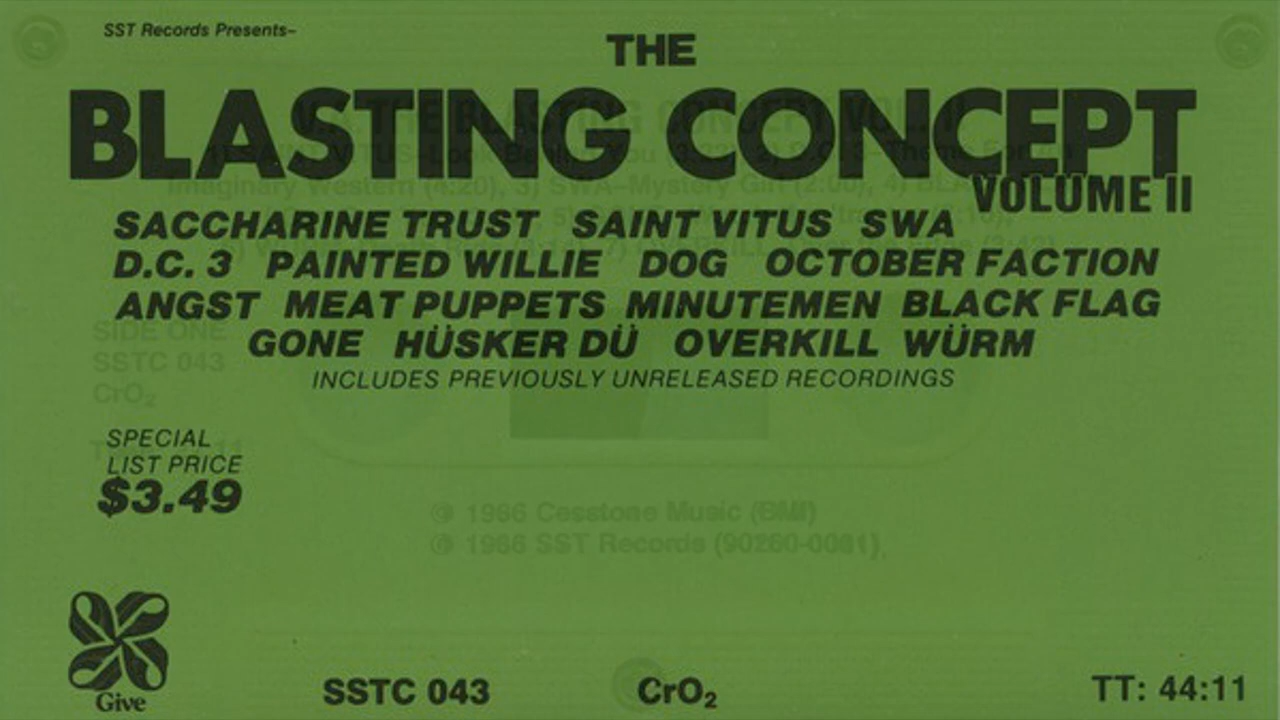 SST Records Presents–
THE
BLASTING CONCEPT
VOLUME II
SACCHARINE TRUST SAINT VITUS SWA
D.C. 3 PAINTED WILLIE DOG OCTOBER FACTION
ANGST MEAT PUPPETS MINUTEMEN BLACK FLAG
GONE HÜSKER DÜ OVERKILL WÜRM
INCLUDES PREVIOUSLY UNRELEASED RECORDINGS
SIDE ONE
SSTC 043
CrO₂
SPECIAL
LIST PRICE
$3.49
1986 Cesstone Music (BMI)
1986 SST Records (90260-0081)
Give
SSTC 043
CrO₂
TT: 44:11